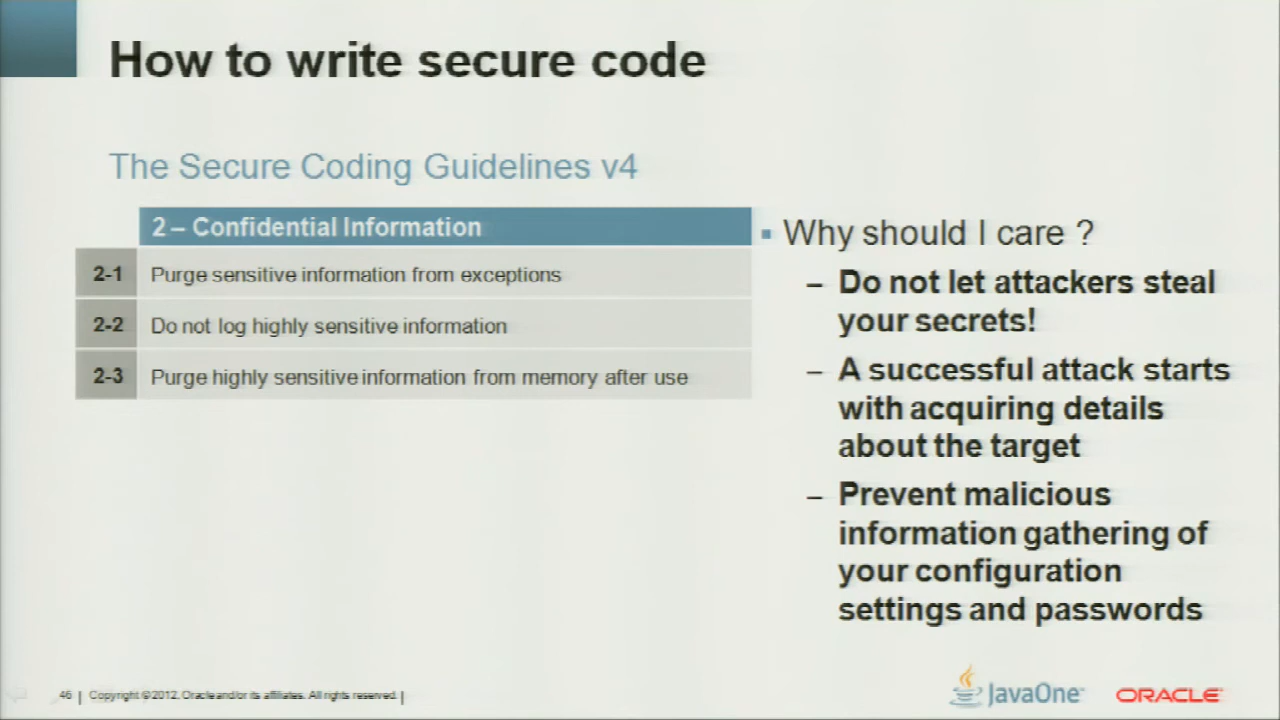 How to write secure code
The Secure Coding Guidelines v4
2 – Confidential Information
2-1 Purge sensitive information from exceptions
2-2 Do not log highly sensitive information
2-3 Purge highly sensitive information from memory after use
▪ Why should I care ?
– Do not let attackers steal
your secrets!
– A successful attack starts
with acquiring details
about the target
– Prevent malicious
information gathering of
your configuration
settings and passwords
46 | Copyright © 2012, Oracle and/or its affiliates. All rights reserved. |
JavaOne ORACLE